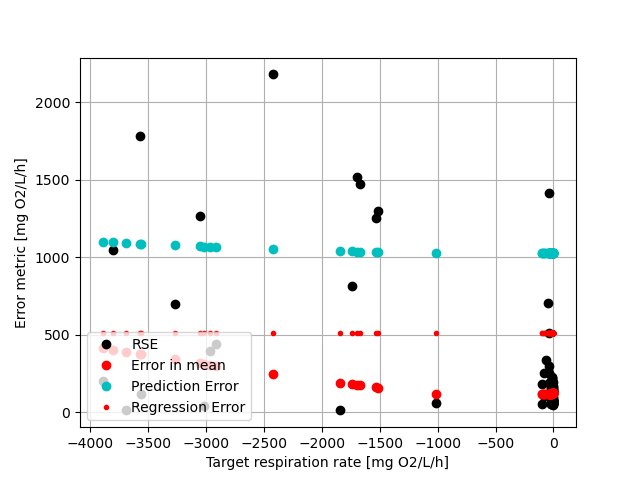 2000
1500
1000
500
0
Error metric [mg O2/L/h]
RSE
Error in mean
Prediction Error
Regression Error
−4000 −3500 −3000 −2500 −2000 −1500 −1000 −500 0
Target respiration rate [mg O2/L/h]